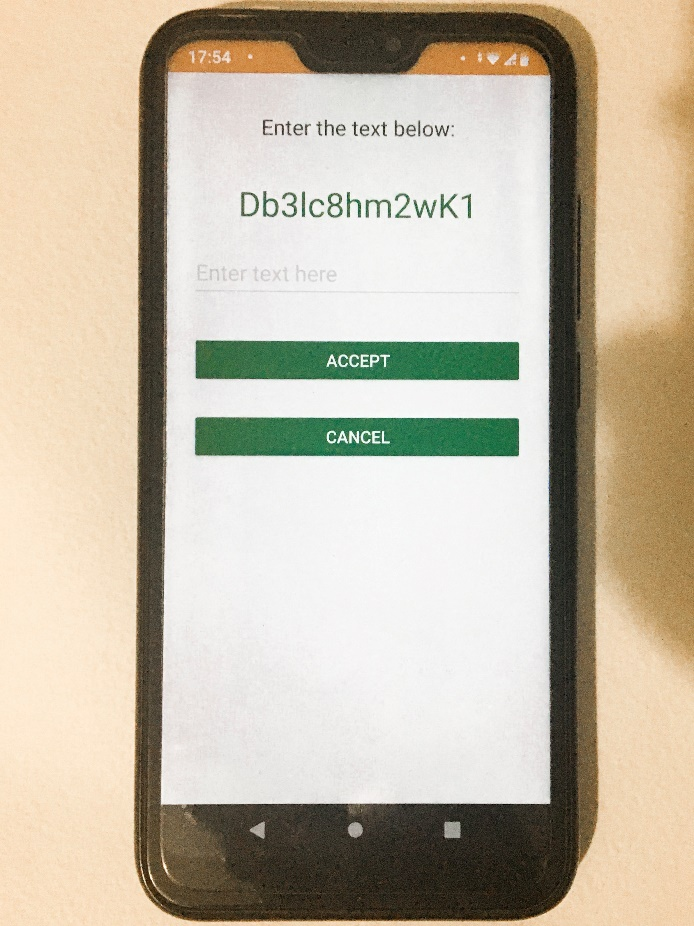 17:54
Enter the text below:
Db3lc8hm2wK1
Enter text here
ACCEPT
CANCEL